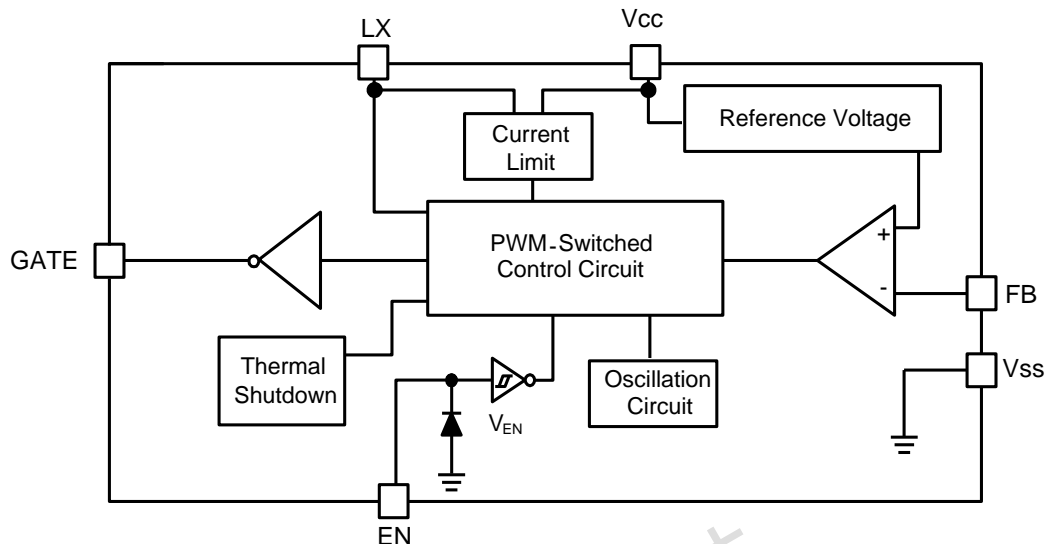 LX
Vcc
Reference Voltage
Current
Limit
GATE
PWM-Switched
Control Circuit
+
-
FB
Thermal
Shutdown
VEN
Oscillation
Circuit
Vss
EN